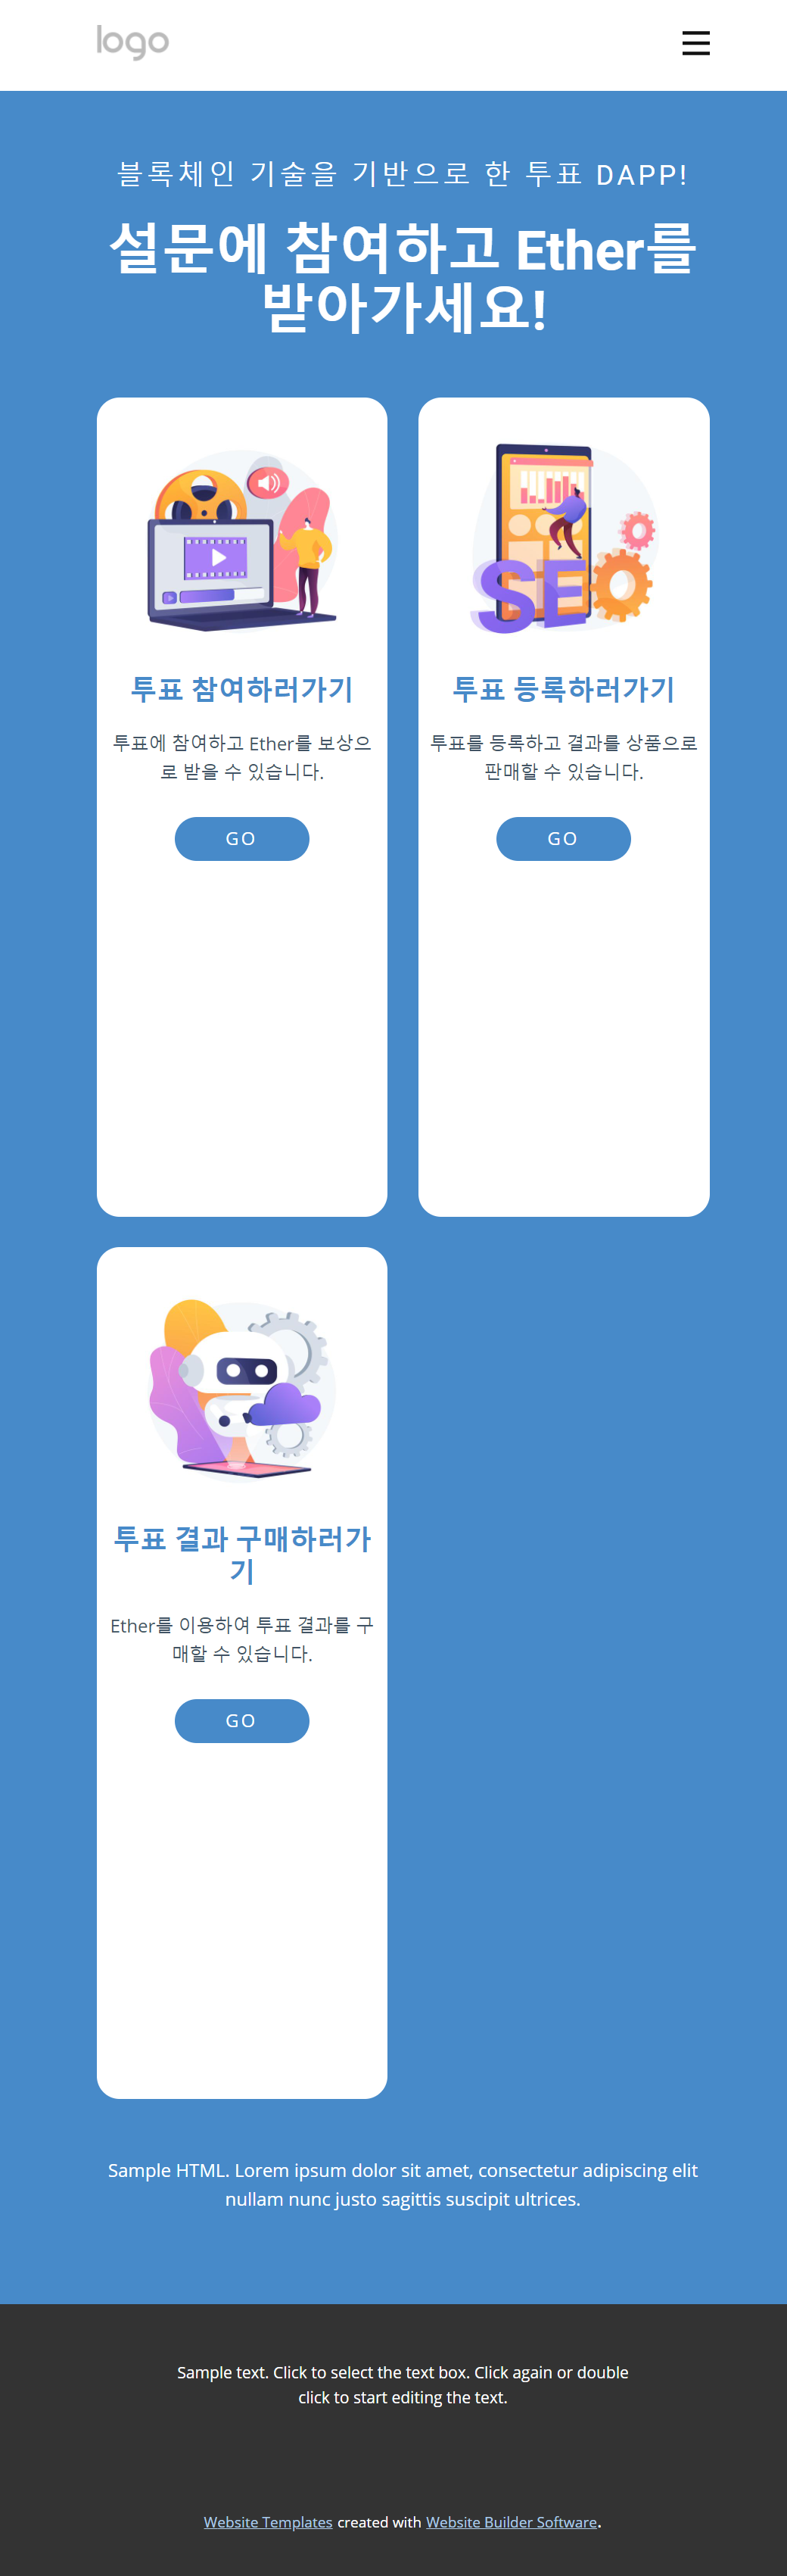 logo
블록체인 기술을 기반으로 한 투표 DAPP!
설문에 참여하고 Ether를
받아가세요!
투표 참여하러가기
투표에 참여하고 Ether를 보상으
로 받을 수 있습니다.
GO
SEO
투표 등록하러가기
투표를 등록하고 결과를 상품으로
판매할 수 있습니다.
GO
투표 결과 구매하러가
기
Ether를 이용하여 투표 결과를 구
매할 수 있습니다.
GO
Sample HTML. Lorem ipsum dolor sit amet, consectetur adipiscing elit
nullam nunc justo sagittis suscipit ultrices.
Sample text. Click to select the text box. Click again or double
click to start editing the text.
Website Templates created with Website Builder Software.